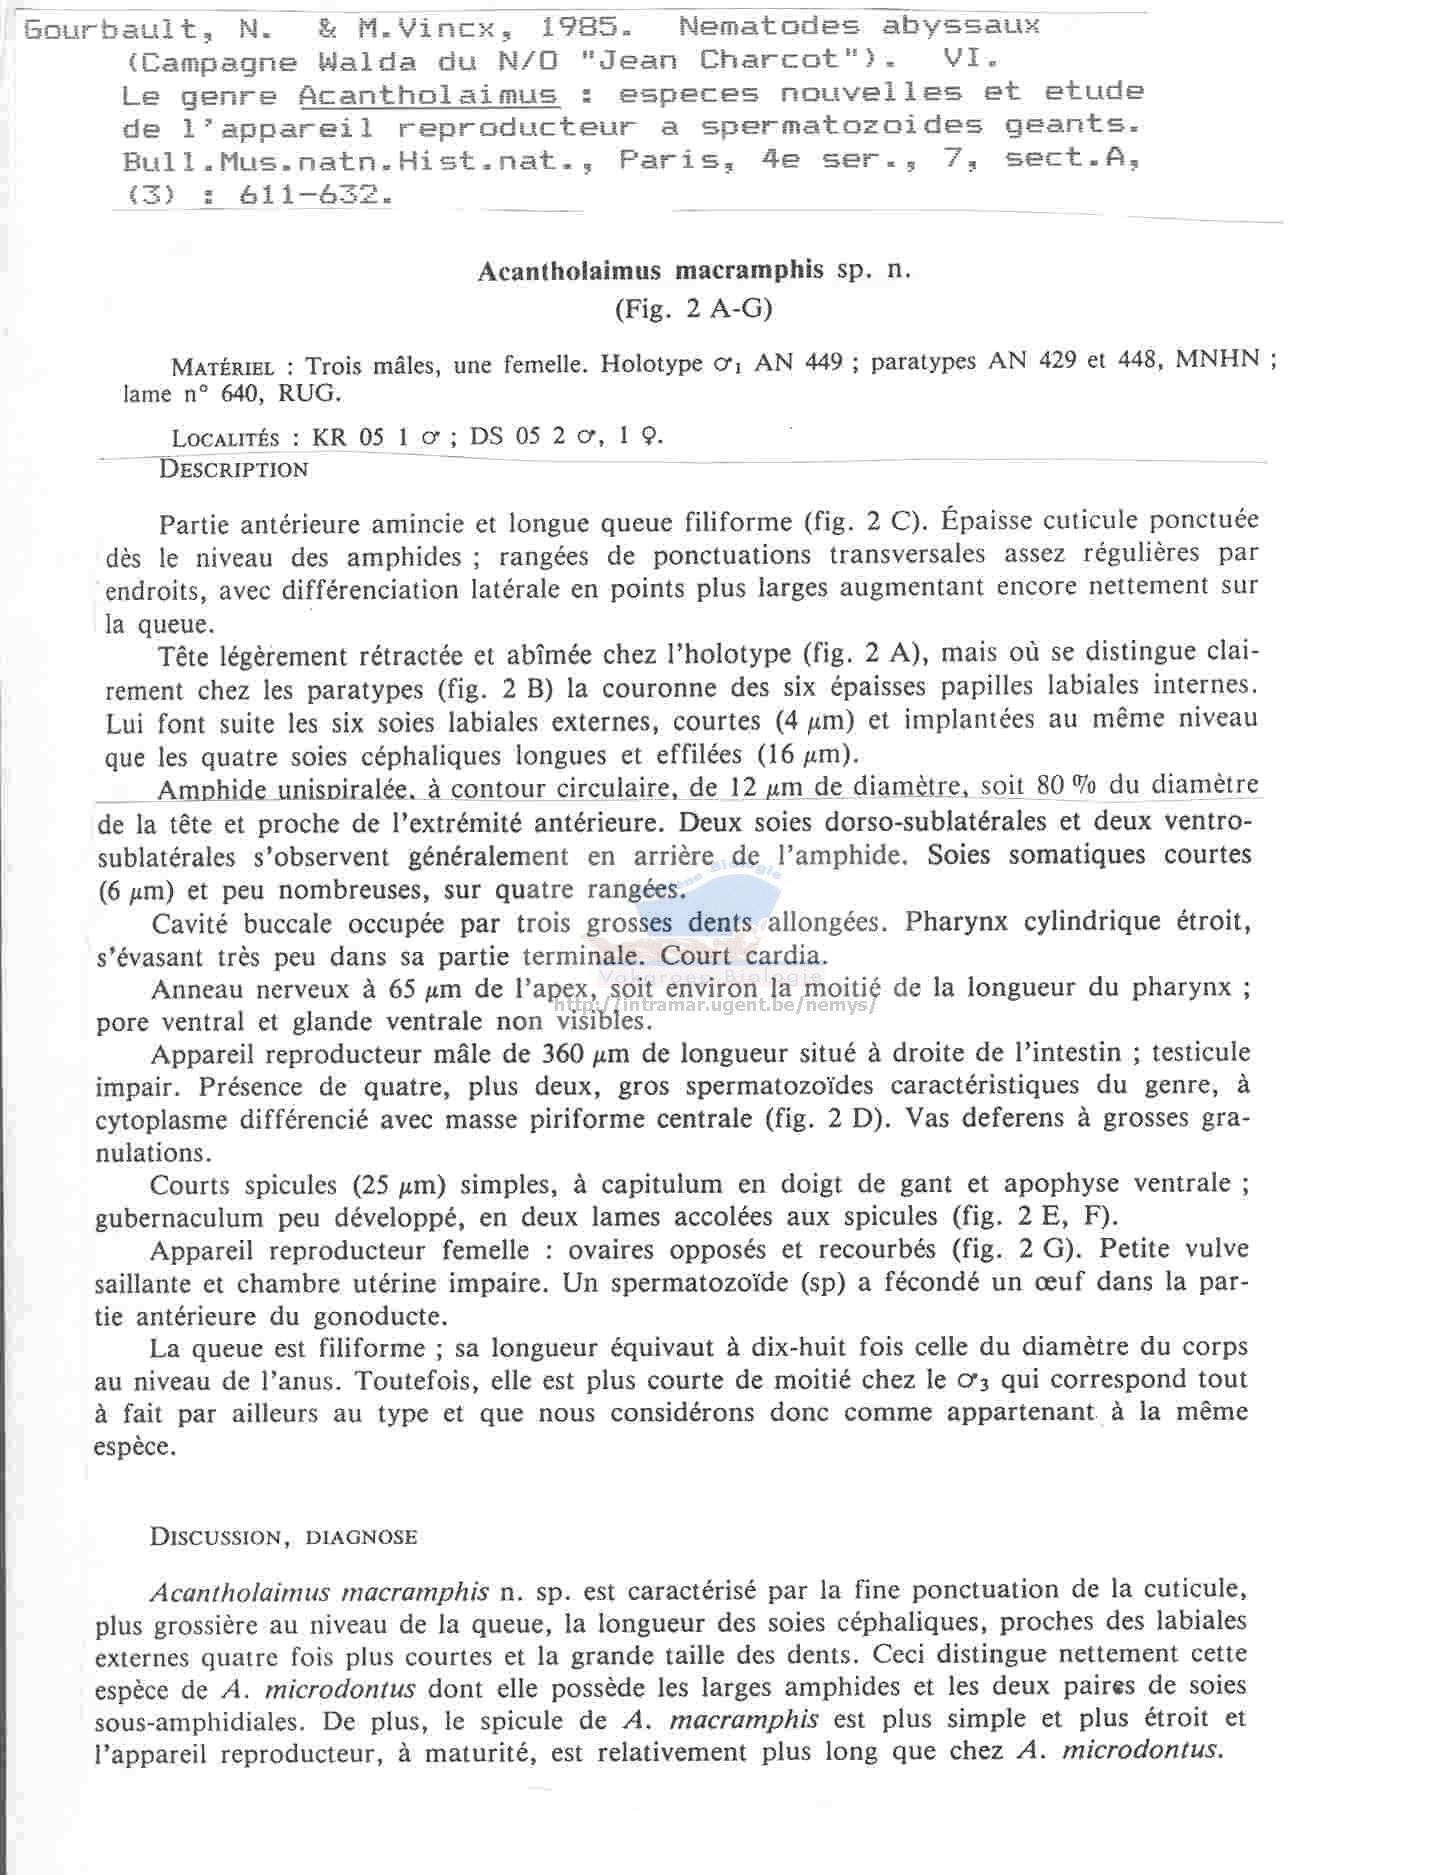 Gourbault, N. & M.Vincx, 1985. Nematodes abyssaux
(Campagne Walda du N/O "Jean Charcot"). VI.
Le genre Acantholaimus : especes nouvelles et etude
de l'appareil reproducteur a spermatozoides geants.
Bull.Mus.natn.Hist.nat., Paris, 4e ser., 7, sect.A,
(3) : 611-632.
Acantholaimus macramphis sp. n.
(Fig. 2 A-G)
MATÉRIEL : Trois mâles, une femelle. Holotype ♂1 AN 449 ; paratypes AN 429 et 448, MNHN ;
lame n° 640, RUG.
LOCALITÉS : KR 05 1 ♂ ; DS 05 2 ♂, 1 ♀.
DESCRIPTION
Partie antérieure amincie et longue queue filiforme (fig. 2 C). Épaisse cuticule ponctuée
dès le niveau des amphides ; rangées de ponctuations transversales assez régulières par
endroits, avec différenciation latérale en points plus larges augmentant encore nettement sur
la queue.
Tête légèrement rétractée et abîmée chez l'holotype (fig. 2 A), mais où se distingue clai-
rement chez les paratypes (fig. 2 B) la couronne des six épaisses papilles labiales internes.
Lui font suite les six soies labiales externes, courtes (4 μm) et implantées au même niveau
que les quatre soies céphaliques longues et effilées (16 μm).
Amphide unispiralée, à contour circulaire, de 12 μm de diamètre, soit 80 % du diamètre
de la tête et proche de l'extrémité antérieure. Deux soies dorso-sublatérales et deux ventro-
sublatérales s'observent généralement en arrière de l'amphide. Soies somatiques courtes
(6 μm) et peu nombreuses, sur quatre rangées.
Cavité buccale occupée par trois grosses dents allongées. Pharynx cylindrique étroit,
s'évasant très peu dans sa partie terminale. Court cardia.
Vakgroep Biologie
Anneau nerveux à 65 μm de l'apex, soit environ la moitié de la longueur du pharynx ;
http://intramar.ugent.be/nemys/
pore ventral et glande ventrale non visibles.
Appareil reproducteur mâle de 360 μm de longueur situé à droite de l'intestin ; testicule
impair. Présence de quatre, plus deux, gros spermatozoïdes caractéristiques du genre, à
cytoplasme différencié avec masse piriforme centrale (fig. 2 D). Vas deferens à grosses gra-
nulations.
Courts spicules (25 μm) simples, à capitulum en doigt de gant et apophyse ventrale ;
gubernaculum peu développé, en deux lames accolées aux spicules (fig. 2 E, F).
Appareil reproducteur femelle : ovaires opposés et recourbés (fig. 2 G). Petite vulve
saillante et chambre utérine impaire. Un spermatozoïde (sp) a fécondé un œuf dans la par-
tie antérieure du gonoducte.
La queue est filiforme ; sa longueur équivaut à dix-huit fois celle du diamètre du corps
au niveau de l'anus. Toutefois, elle est plus courte de moitié chez le ♂3 qui correspond tout
à fait par ailleurs au type et que nous considérons donc comme appartenant à la même
espèce.
DISCUSSION, DIAGNOSE
Acantholaimus macramphis n. sp. est caractérisé par la fine ponctuation de la cuticule,
plus grossière au niveau de la queue, la longueur des soies céphaliques, proches des labiales
externes quatre fois plus courtes et la grande taille des dents. Ceci distingue nettement cette
espèce de A. microdontus dont elle possède les larges amphides et les deux paires de soies
sous-amphidiales. De plus, le spicule de A. macramphis est plus simple et plus étroit et
l'appareil reproducteur, à maturité, est relativement plus long que chez A. microdontus.